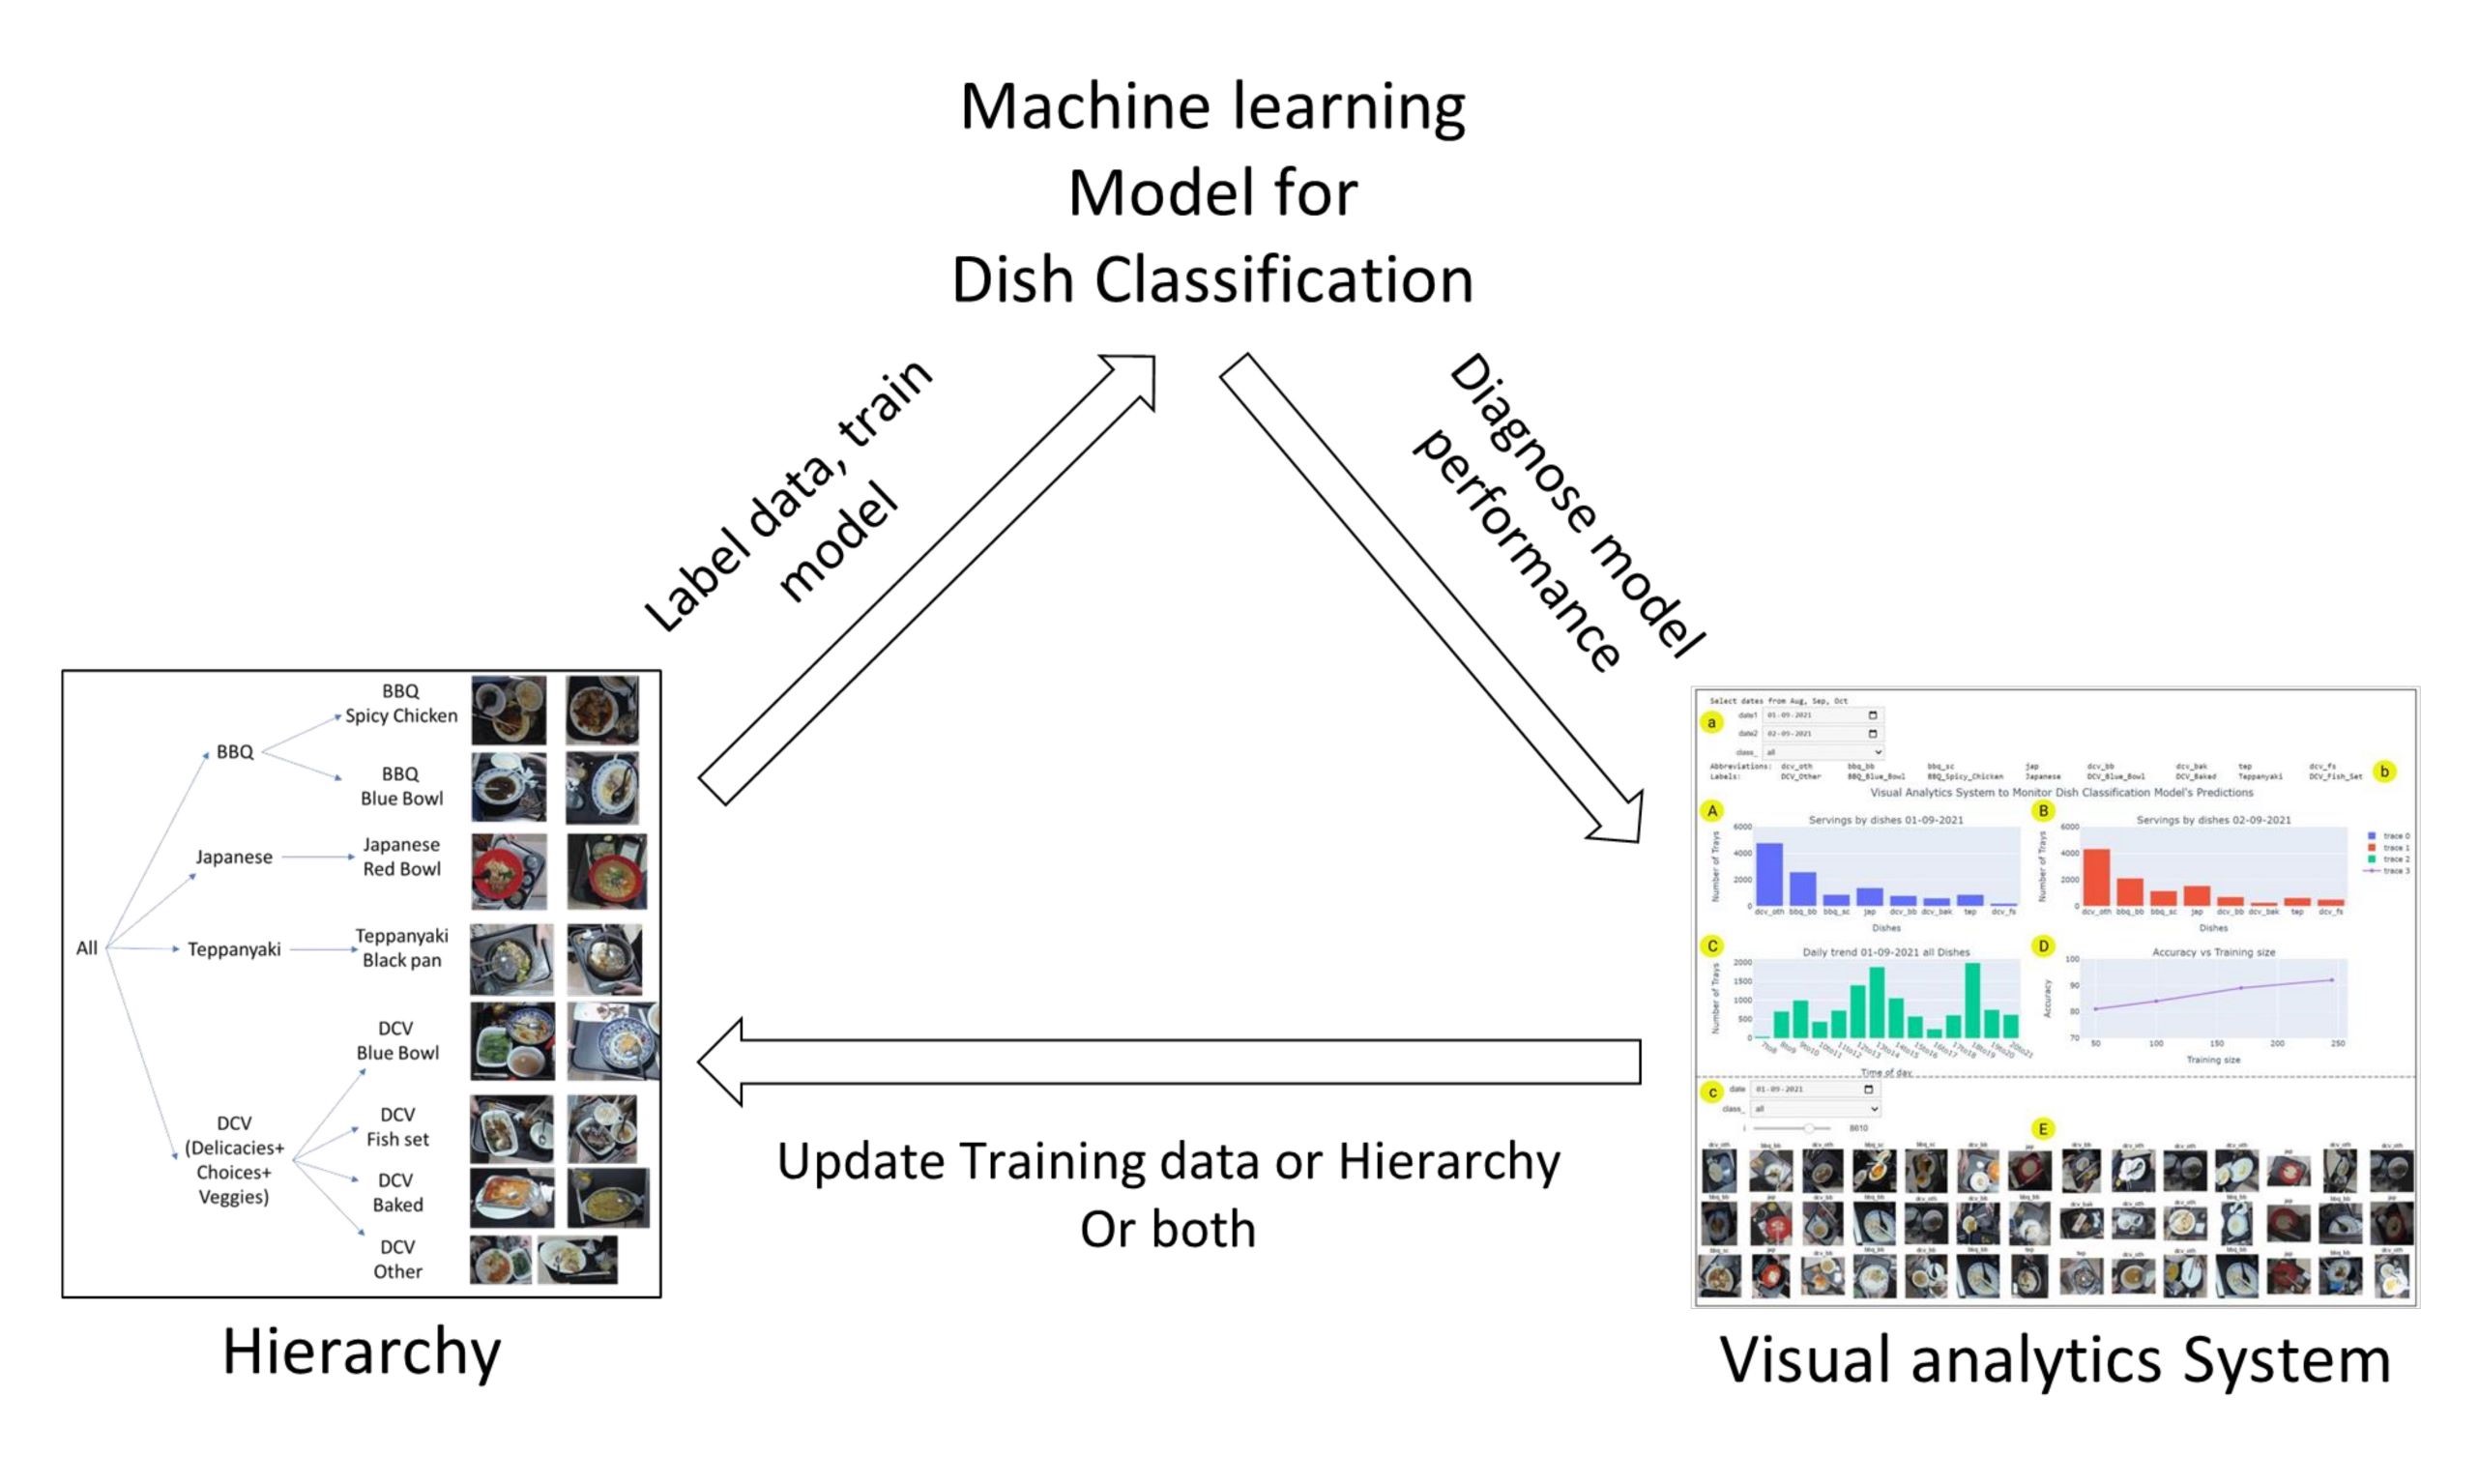 Machine learning
Model for
Dish Classification
Label data, train
model
Diagnose model
performance
BBQ
Spicy Chicken
BBQ
BBQ
Blue Bowl
Japanese
Japanese
Red Bowl
All
Teppanyaki
Teppanyaki
Black pan
DCV
Blue Bowl
DCV
(Delicacies+
Choices+
Veggies)
DCV
Fish set
DCV
Baked
DCV
Other
Hierarchy
Update Training data or Hierarchy
Or both
Select dates from Aug, Sep, Oct
a
date1 01-09-2021
date2 02-09-2021
class_ all
Abbreviations: dcv_oth bbq_bb bbq_sc jap dcv_bb dcv_bak tep dcv_fs
Labels: DCV_Other BBQ_Blue_Bowl BBQ_Spicy_Chicken Japanese DCV_Blue_Bowl DCV_Baked Teppanyaki DCV_Fish_Set
b
Visual Analytics System to Monitor Dish Classification Model's Predictions
A
Servings by dishes 01-09-2021
Number of Trays
6000
4000
2000
0
dcv_oth bbq_bb bbq_sc jap dcv_bb dcv_bak tep dcv_fs
Dishes
B
Servings by dishes 02-09-2021
Number of Trays
6000
4000
2000
0
dcv_oth bbq_bb bbq_sc jap dcv_bb dcv_bak tep dcv_fs
Dishes
trace 0
trace 1
trace 2
trace 3
C
Daily trend 01-09-2021 all Dishes
Number of Trays
2000
1500
1000
500
0
7to8 8to9 9to10 10to11 11to12 12to13 13to14 14to15 15to16 16to17 17to18 18to19 19to20 20to21
Time of day
D
Accuracy vs Training size
Accuracy
100
90
80
70
50 100 150 200 250
Training size
c
date 01-09-2021
class_ all
i 8610
E
Visual analytics System